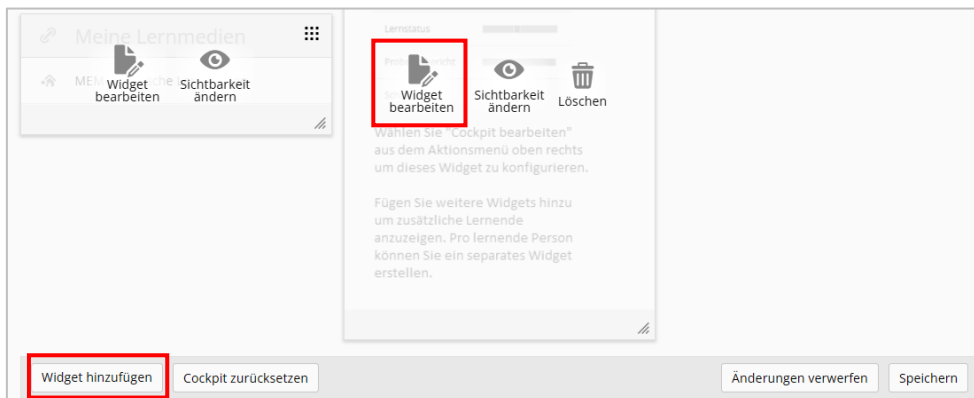 Meine Lernmedien
Widget bearbeiten
Sichtbarkeit ändern
Lernstatus
Widget bearbeiten
Sichtbarkeit ändern
Löschen
Wählen Sie "Cockpit bearbeiten"
aus dem Aktionsmenü oben rechts
um dieses Widget zu konfigurieren.
Fügen Sie weitere Widgets hinzu
um zusätzliche Lernende
anzuzeigen. Pro lernende Person
können Sie ein separates Widget
erstellen.
Widget hinzufügen
Cockpit zurücksetzen
Änderungen verwerfen
Speichern